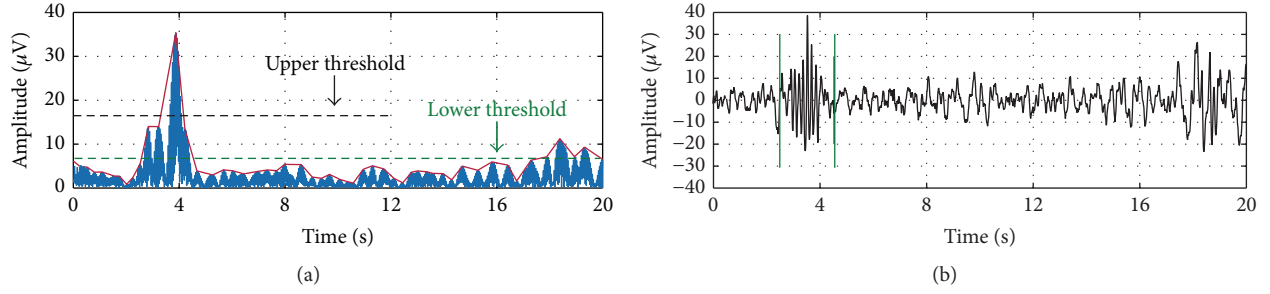 40
30
20
10
0
0 4 8 12 16 20
Amplitude (μV)
Time (s)
Upper threshold
Lower threshold
(a)
40
30
20
10
0
−10
−20
−30
−40
0 4 8 12 16 20
Amplitude (μV)
Time (s)
(b)